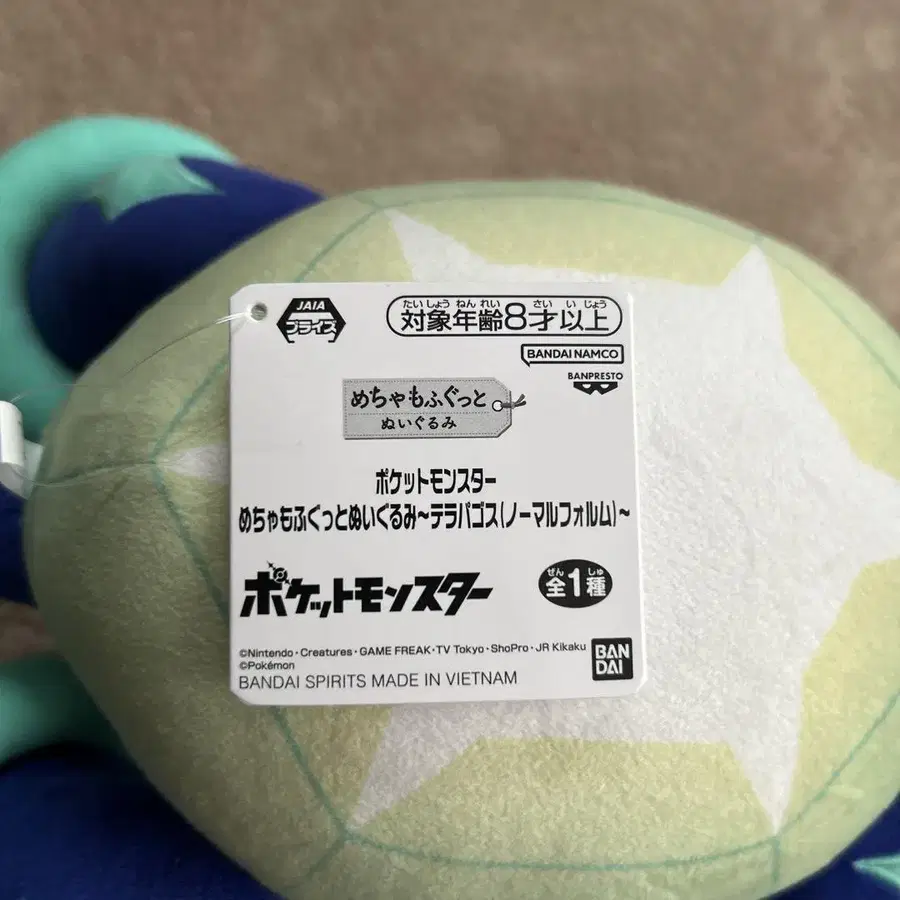 JAIA
プライズ
たいしょうねんれい さい いじょう
対象年齢8才以上
BANDAI NAMCO
BANPRESTO
めちゃもふぐっと
ぬいぐるみ
ポケットモンスター
めちゃもふぐっとぬいぐるみ~テラパゴス(ノーマルフォルム)~
ポケットモンスター
ぜん しゅ
全1種
©Nintendo・Creatures・GAME FREAK・TV Tokyo・ShoPro・JR Kikaku
©Pokémon
BANDAI SPIRITS MADE IN VIETNAM
BAN
DAI